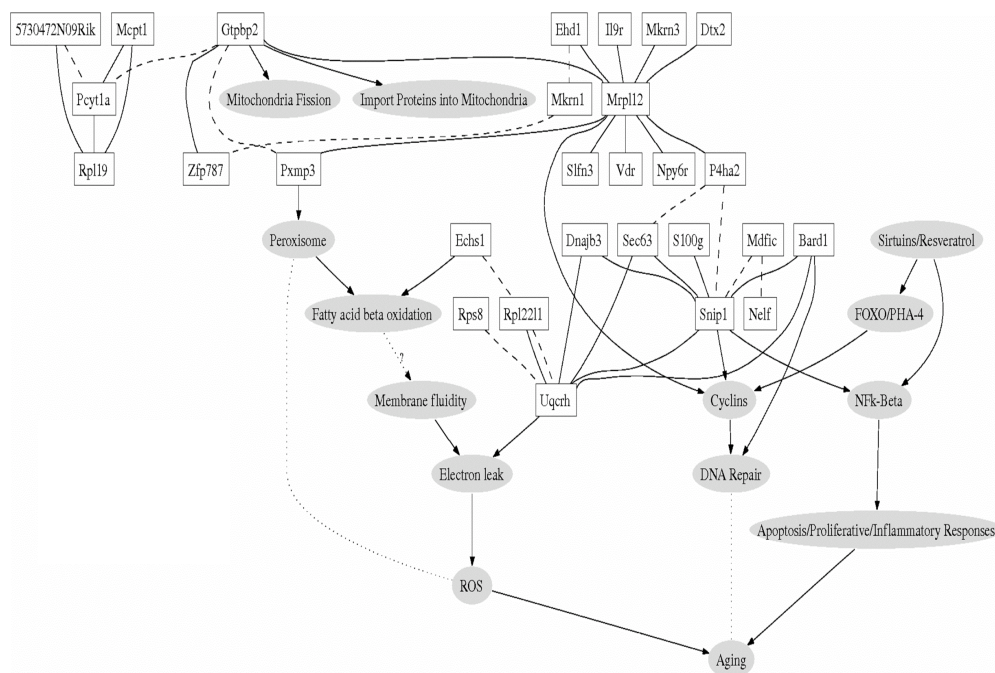 5730472N09Rik
Mcpt1
Gtpbp2
Ehd1
Il9r
Mkrn3
Dtx2
Pcyt1a
Mitochondria Fission
Import Proteins into Mitochondria
Mkrn1
Mrpl12
Rpl19
Zfp787
Pxmp3
Slfn3
Vdr
Npy6r
P4ha2
Peroxisome
Echs1
Dnajb3
Sec63
S100g
Mdfic
Bard1
Sirtuins/Resveratrol
Fatty acid beta oxidation
Rps8
Rpl22l1
Snip1
Nelf
FOXO/PHA-4
?
Membrane fluidity
Uqcrh
Cyclins
NFk-Beta
Electron leak
DNA Repair
Apoptosis/Proliferative/Inflammatory Responses
ROS
Aging